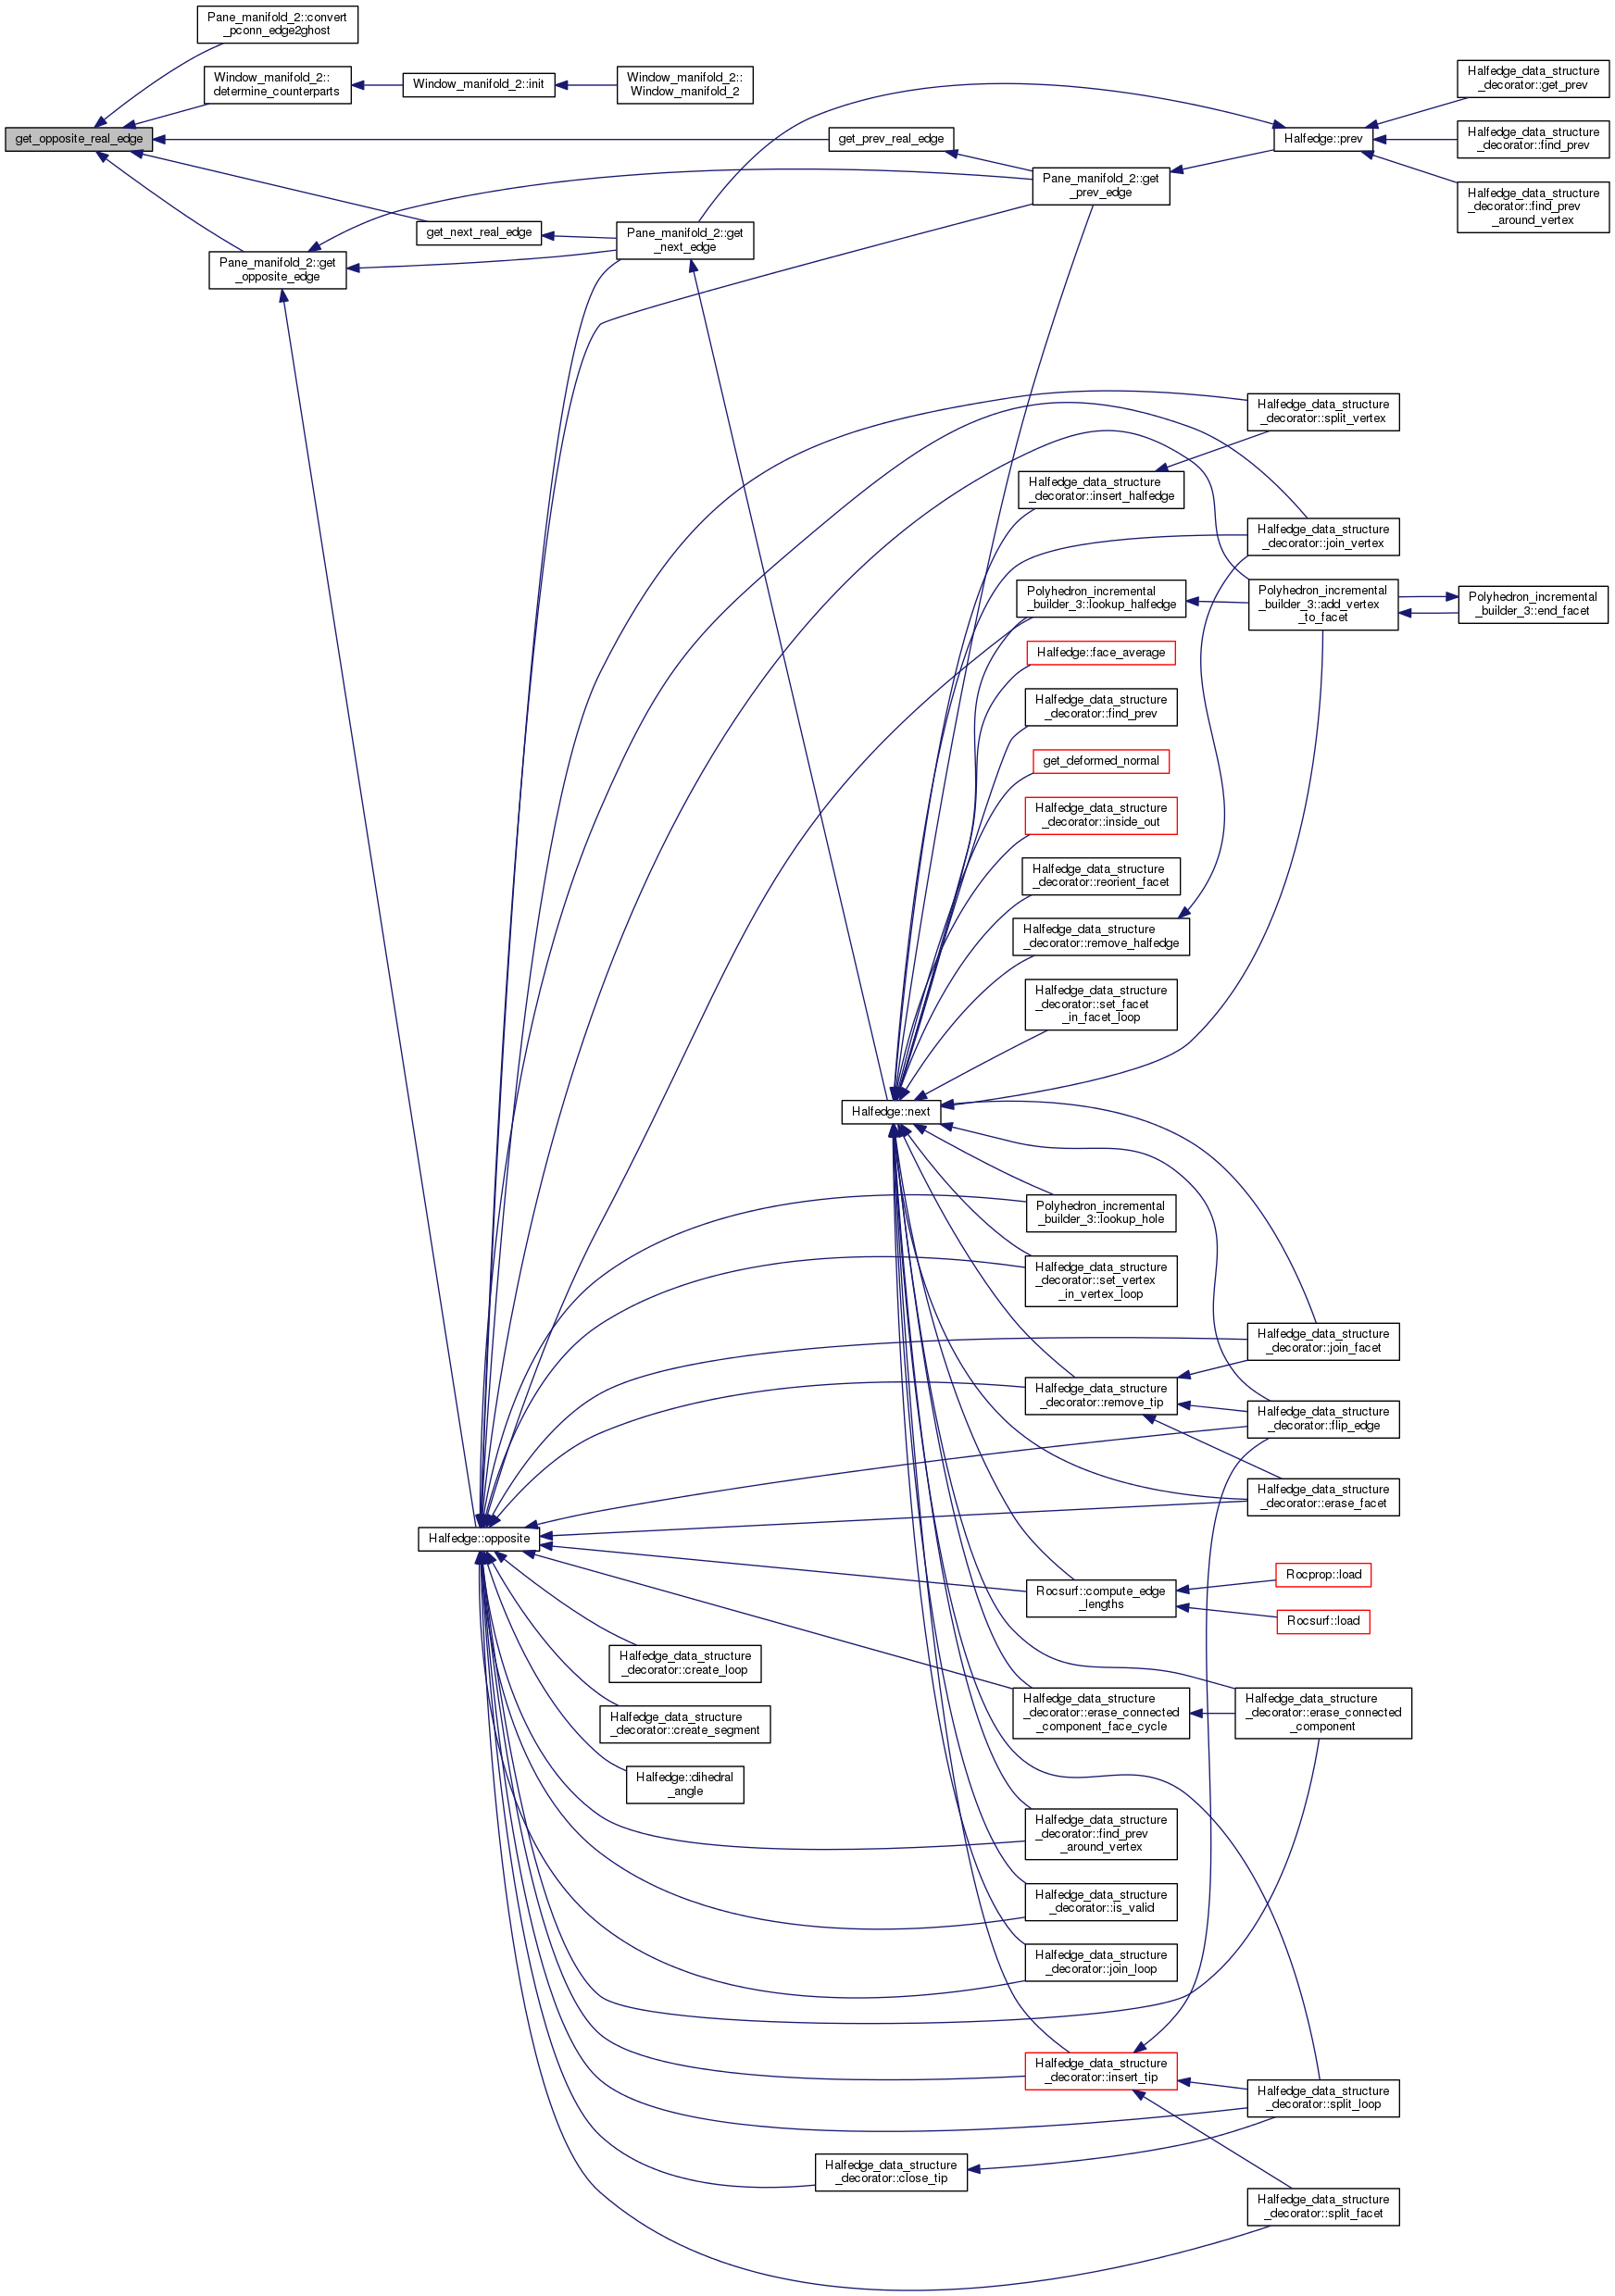 Pane_manifold_2::convert
_pconn_edge2ghost
Window_manifold_2::
determine_counterparts
Window_manifold_2::init
Window_manifold_2::
Window_manifold_2
get_opposite_real_edge
get_prev_real_edge
Halfedge::prev
Halfedge_data_structure
_decorator::get_prev
Halfedge_data_structure
_decorator::find_prev
Halfedge_data_structure
_decorator::find_prev
_around_vertex
Pane_manifold_2::get
_prev_edge
get_next_real_edge
Pane_manifold_2::get
_next_edge
Pane_manifold_2::get
_opposite_edge
Halfedge_data_structure
_decorator::split_vertex
Halfedge_data_structure
_decorator::insert_halfedge
Halfedge_data_structure
_decorator::join_vertex
Polyhedron_incremental
_builder_3::lookup_halfedge
Polyhedron_incremental
_builder_3::add_vertex
_to_facet
Polyhedron_incremental
_builder_3::end_facet
Halfedge::face_average
Halfedge_data_structure
_decorator::find_prev
get_deformed_normal
Halfedge_data_structure
_decorator::inside_out
Halfedge_data_structure
_decorator::reorient_facet
Halfedge_data_structure
_decorator::remove_halfedge
Halfedge_data_structure
_decorator::set_facet
_in_facet_loop
Halfedge::next
Polyhedron_incremental
_builder_3::lookup_hole
Halfedge_data_structure
_decorator::set_vertex
_in_vertex_loop
Halfedge_data_structure
_decorator::join_facet
Halfedge_data_structure
_decorator::remove_tip
Halfedge_data_structure
_decorator::flip_edge
Halfedge_data_structure
_decorator::erase_facet
Halfedge::opposite
Rocsurf::compute_edge
_lengths
Rocprop::load
Rocsurf::load
Halfedge_data_structure
_decorator::create_loop
Halfedge_data_structure
_decorator::create_segment
Halfedge_data_structure
_decorator::erase_connected
_component_face_cycle
Halfedge_data_structure
_decorator::erase_connected
_component
Halfedge::dihedral
_angle
Halfedge_data_structure
_decorator::find_prev
_around_vertex
Halfedge_data_structure
_decorator::is_valid
Halfedge_data_structure
_decorator::join_loop
Halfedge_data_structure
_decorator::insert_tip
Halfedge_data_structure
_decorator::split_loop
Halfedge_data_structure
_decorator::close_tip
Halfedge_data_structure
_decorator::split_facet